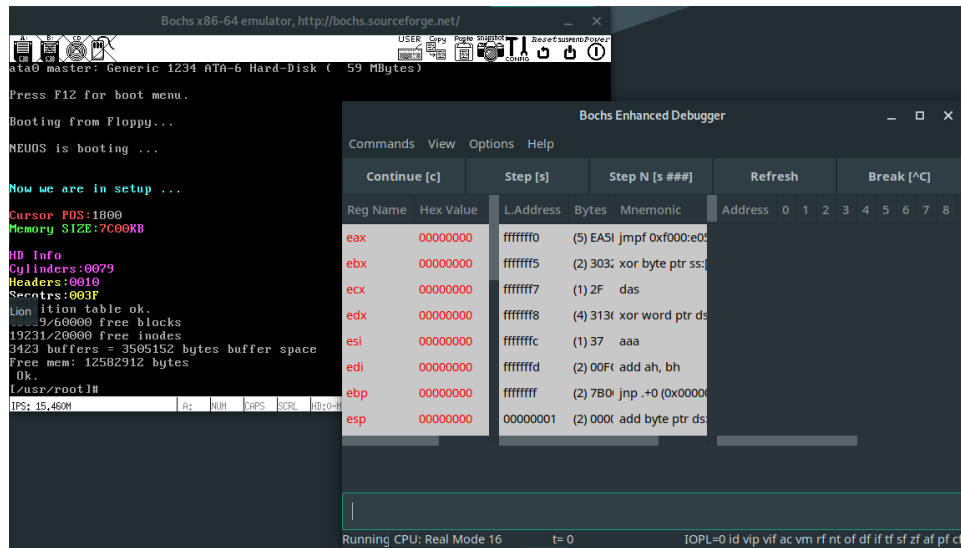 Bochs x86-64 emulator, http://bochs.sourceforge.net/
A: B: CD
USER Copy Paste snapshot Reset SUSPEND Power
CONFIG
ata0 master: Generic 1234 ATA-6 Hard-Disk ( 59 MBytes)
Press F12 for boot menu.
Booting from Floppy...
NEUOS is booting ...
Now we are in setup ...
Cursor POS:1800
Memory SIZE:7C00KB
HD Info
Cylinders:0079
Headers:0010
Secotrs:003F
Lion
ition table ok.
9/60000 free blocks
19231/20000 free inodes
3423 buffers = 3505152 bytes buffer space
Free mem: 12582912 bytes
Ok.
[/usr/root]#
IPS: 15.460M A: NUM CAPS SCRL HD:0-M
Bochs Enhanced Debugger
Commands View Options Help
Continue [c] Step [s] Step N [s ###] Refresh Break [^C]
Reg Name Hex Value L.Address Bytes Mnemonic Address 0 1 2 3 4 5 6 7 8
eax 00000000 fffffff0 (5) EA5 jmpf 0xf000:e05
ebx 00000000 fffffff5 (2) 3032 xor byte ptr ss:[
ecx 00000000 fffffff7 (1) 2F das
edx 00000000 fffffff8 (4) 3136 xor word ptr ds
esi 00000000 fffffffc (1) 37 aaa
edi 00000000 fffffffd (2) 00F add ah, bh
ebp 00000000 ffffffff (2) 7B0 jnp .+0 (0x00000
esp 00000000 00000001 (2) 000 add byte ptr ds:
Running CPU: Real Mode 16 t= 0 IOPL=0 id vip vif ac vm rf nt of df if tf sf zf af pf cf